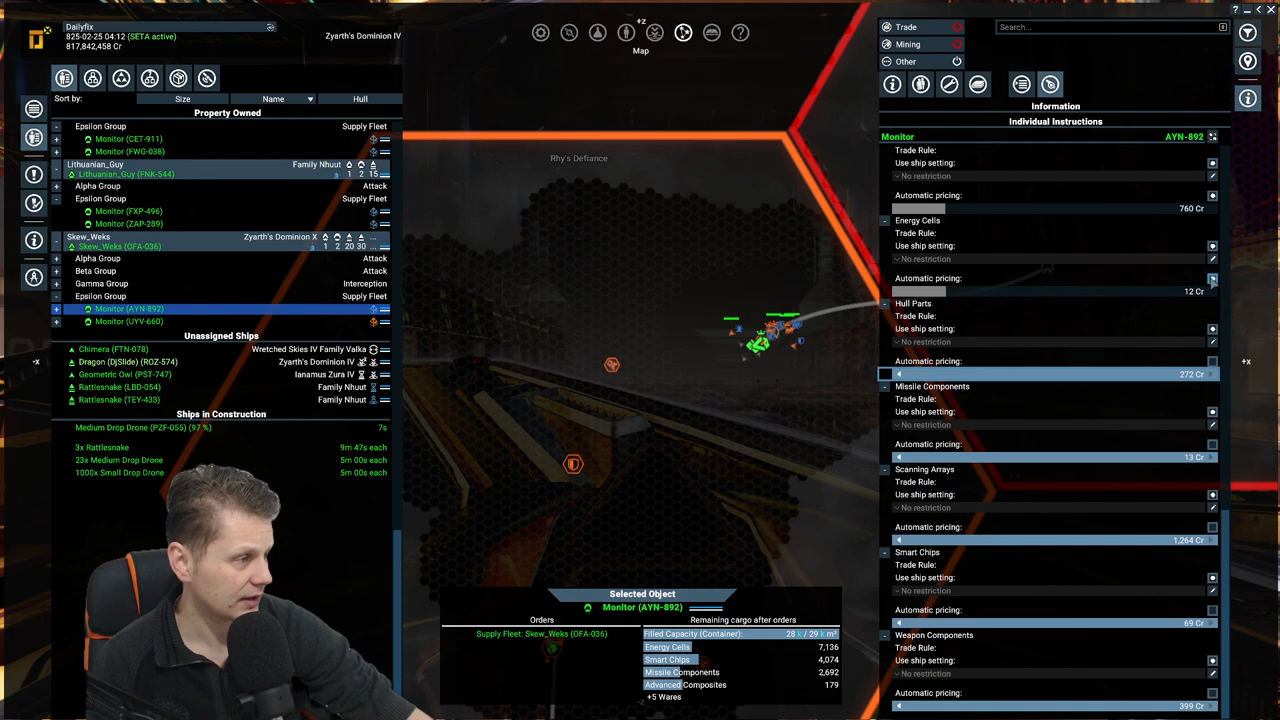 Dailyfix
825-02-25 04:12 (SETA active)
817,842,458 Cr
Zyarth's Dominion IV
+z
Map
Sort by: Size Name Hull
Property Owned
Epsilon Group Supply Fleet
Monitor (CET-911)
Monitor (FWG-038)
Lithuanian_Guy Family Nhuut
Lithuanian_Guy (FNK-544) 1 2 15
Alpha Group Attack
Epsilon Group Supply Fleet
Monitor (FXP-496)
Monitor (ZAP-289)
Skew_Weks Zyarth's Dominion X ...
Skew_Weks (OFA-036) 1 2 20 30 ...
Alpha Group Attack
Beta Group Attack
Gamma Group Interception
Epsilon Group Supply Fleet
Monitor (AYN-892)
Monitor (UYV-660)
Unassigned Ships
Chimera (FTN-078) Wretched Skies IV Family Valka
Dragon (DjSlide) (ROZ-574) Zyarth's Dominion IV
Geometric Owl (PST-747) Ianamus Zura IV
Rattlesnake (LBD-054) Family Nhuut
Rattlesnake (TEY-433) Family Nhuut
Ships in Construction
Medium Drop Drone (PZF-055) (97 %) 7s
3x Rattlesnake 9m 47s each
23x Medium Drop Drone 5m 00s each
1000x Small Drop Drone 5m 00s each
-x
Rhy's Defiance
+x
Selected Object
Monitor (AYN-892)
Orders
Supply Fleet: Skew_Weks (OFA-036)
Remaining cargo after orders
Filled Capacity (Container): 28 k / 29 k m³
Energy Cells 7,136
Smart Chips 4,074
Missile Components 2,692
Advanced Composites 179
+5 Wares
-z
Trade
Mining
Other
Search...
Information
Individual Instructions
Monitor AYN-892
Trade Rule:
Use ship setting:
No restriction
Automatic pricing:
760 Cr
Energy Cells
Trade Rule:
Use ship setting:
No restriction
Automatic pricing:
12 Cr
Hull Parts
Trade Rule:
Use ship setting:
No restriction
Automatic pricing:
272 Cr
Missile Components
Trade Rule:
Use ship setting:
No restriction
Automatic pricing:
13 Cr
Scanning Arrays
Trade Rule:
Use ship setting:
No restriction
Automatic pricing:
1,264 Cr
Smart Chips
Trade Rule:
Use ship setting:
No restriction
Automatic pricing:
69 Cr
Weapon Components
Trade Rule:
Use ship setting:
No restriction
Automatic pricing:
399 Cr